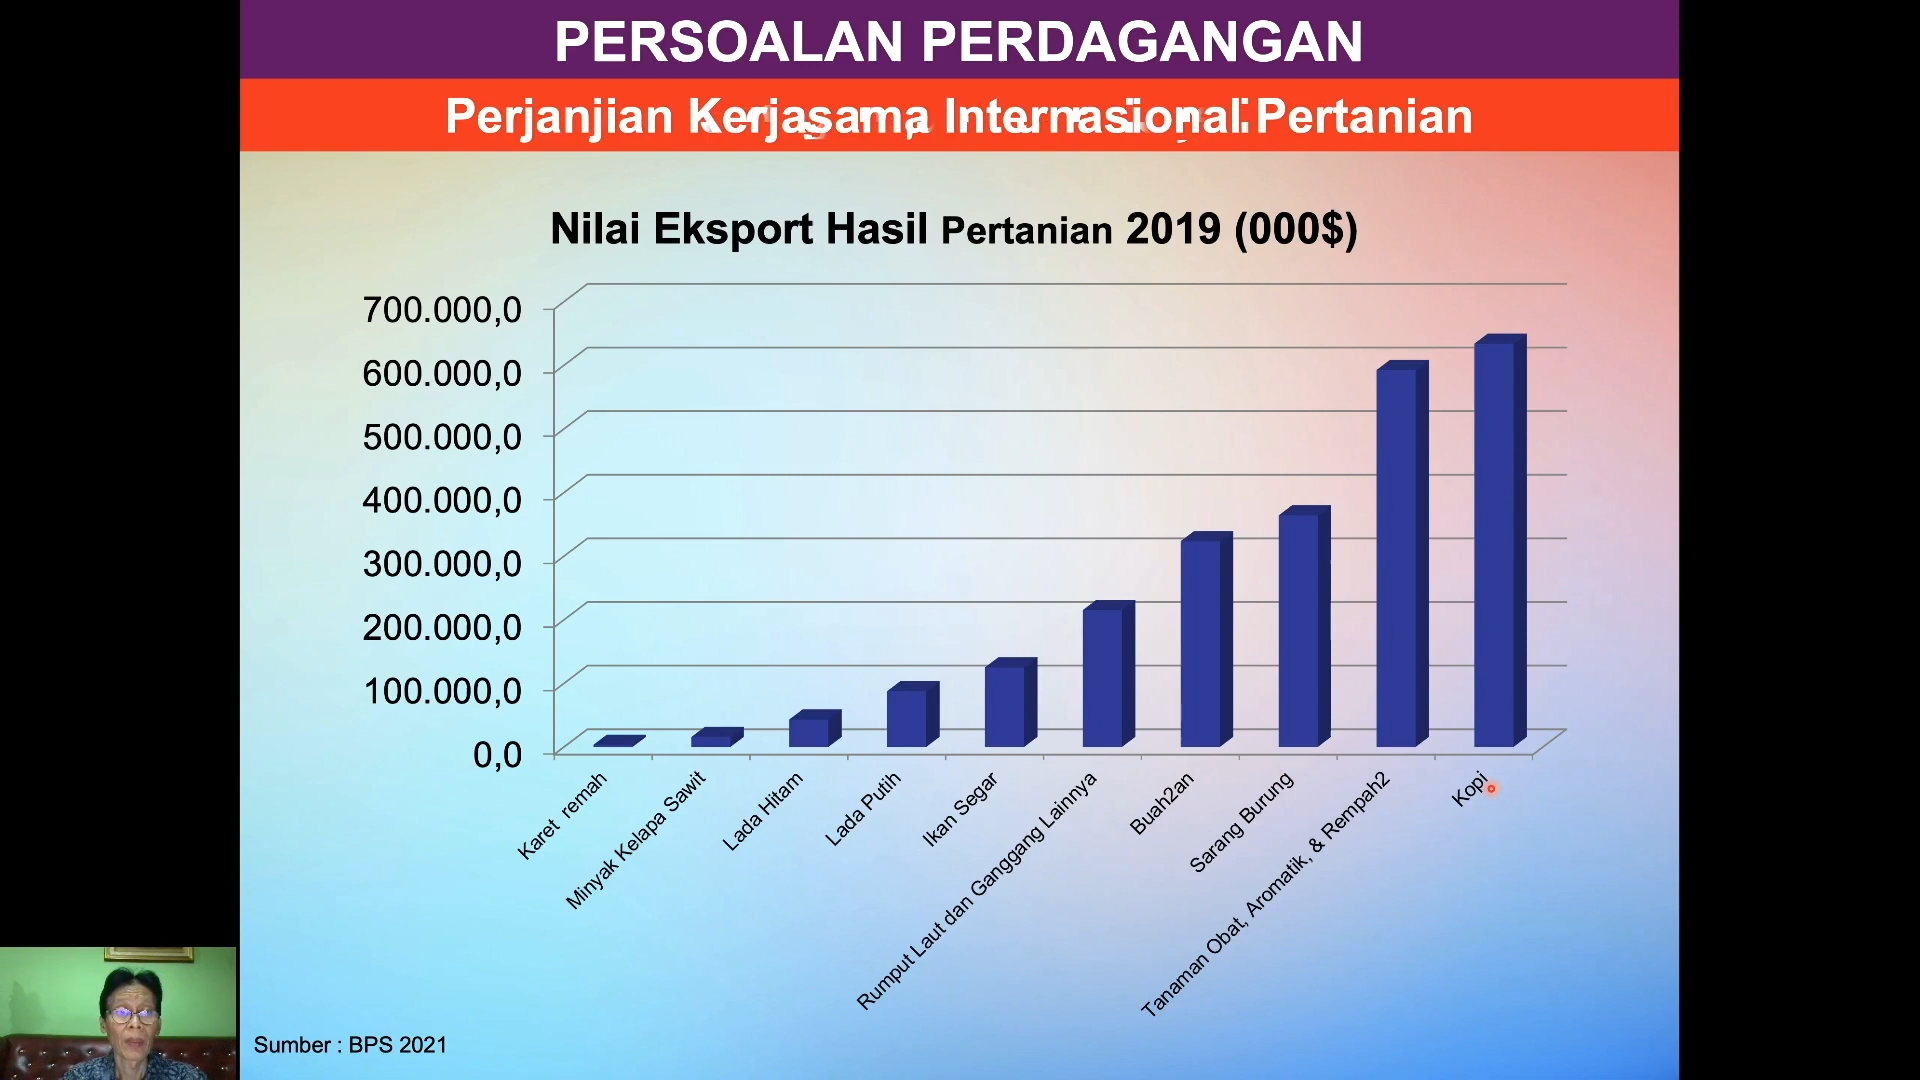 PERSOALAN PERDAGANGAN
Perjanjian Kerjasama Internasional Pertanian
Nilai Eksport Hasil Pertanian 2019 (000$)
700.000,0
600.000,0
500.000,0
400.000,0
300.000,0
200.000,0
100.000,0
0,0
Karet remah
Minyak Kelapa Sawit
Lada Hitam
Lada Putih
Ikan Segar
Rumput Laut dan Ganggang Lainnya
Buah2an
Sarang Burung
Tanaman Obat, Aromatik, & Rempah2
Kopi
Sumber : BPS 2021